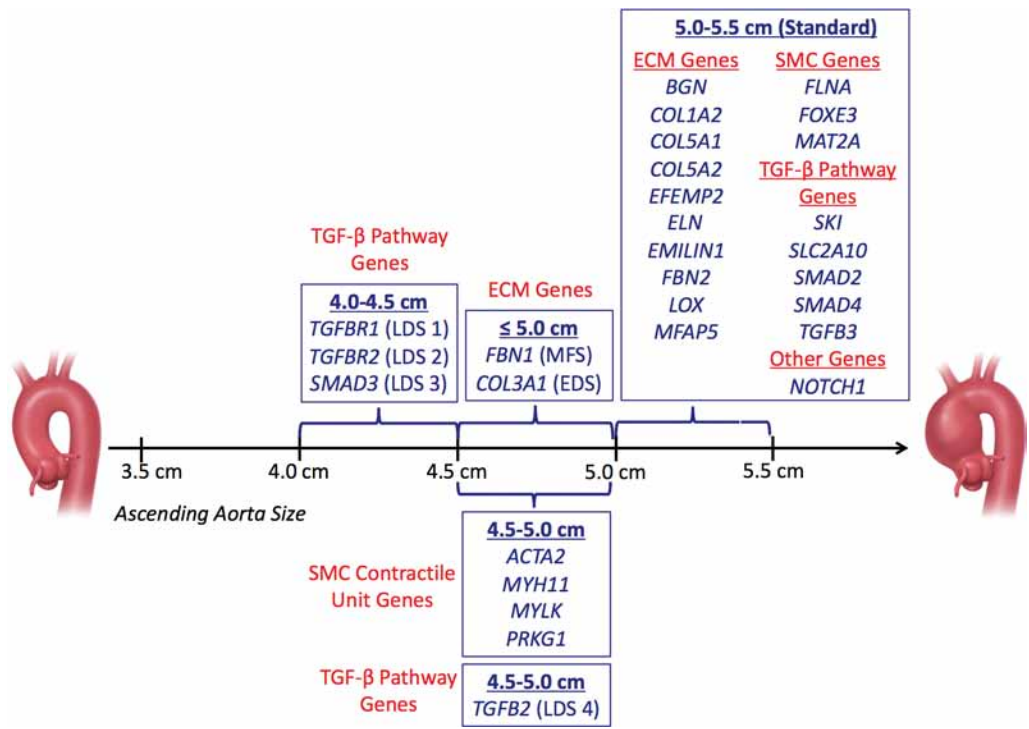 5.0-5.5 cm (Standard)
ECM Genes
BGN
COL1A2
COL5A1
COL5A2
EFEMP2
ELN
EMILIN1
FBN2
LOX
MFAP5
SMC Genes
FLNA
FOXE3
MAT2A
TGF-β Pathway
Genes
SKI
SLC2A10
SMAD2
SMAD4
TGFB3
Other Genes
NOTCH1
TGF-β Pathway
Genes
4.0-4.5 cm
TGFBR1 (LDS 1)
TGFBR2 (LDS 2)
SMAD3 (LDS 3)
ECM Genes
≤ 5.0 cm
FBN1 (MFS)
COL3A1 (EDS)
3.5 cm
4.0 cm
4.5 cm
5.0 cm
5.5 cm
Ascending Aorta Size
SMC Contractile
Unit Genes
4.5-5.0 cm
ACTA2
MYH11
MYLK
PRKG1
TGF-β Pathway
Genes
4.5-5.0 cm
TGFB2 (LDS 4)